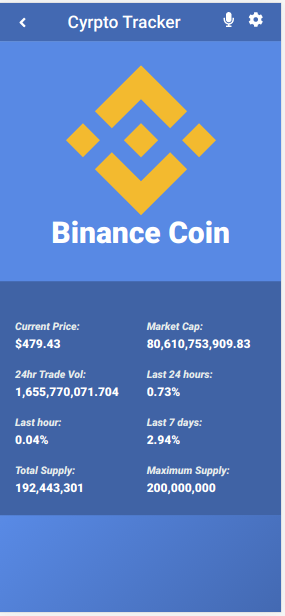 Cyrpto Tracker
Binance Coin
Current Price:
$479.43
Market Cap:
80,610,753,909.83
24hr Trade Vol:
1,655,770,071.704
Last 24 hours:
0.73%
Last hour:
0.04%
Last 7 days:
2.94%
Total Supply:
192,443,301
Maximum Supply:
200,000,000